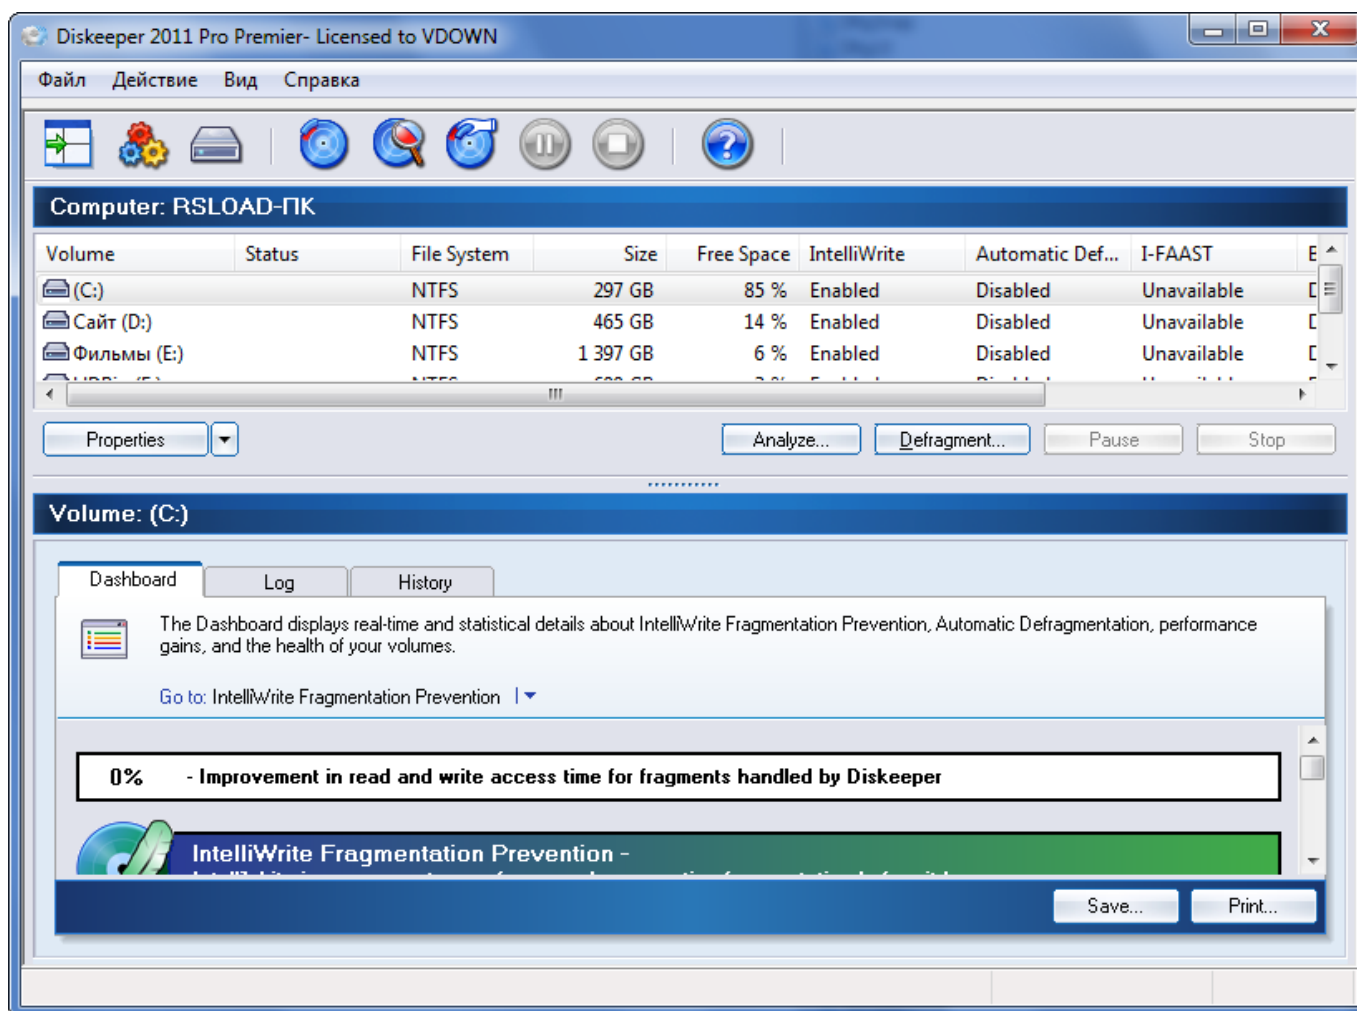 Diskeeper 2011 Pro Premier- Licensed to VDOWN
Файл Действие Вид Справка
Computer: RSLOAD-ПК
Volume Status File System Size Free Space IntelliWrite Automatic Def... I-FAAST
(C:) NTFS 297 GB 85 % Enabled Disabled Unavailable
Сайт (D:) NTFS 465 GB 14 % Enabled Disabled Unavailable
Фильмы (E:) NTFS 1 397 GB 6 % Enabled Disabled Unavailable
Properties Analyze... Defragment... Pause Stop
Volume: (C:)
Dashboard Log History
The Dashboard displays real-time and statistical details about IntelliWrite Fragmentation Prevention, Automatic Defragmentation, performance
gains, and the health of your volumes.
Go to: IntelliWrite Fragmentation Prevention
0% - Improvement in read and write access time for fragments handled by Diskeeper
IntelliWrite Fragmentation Prevention -
Save... Print...